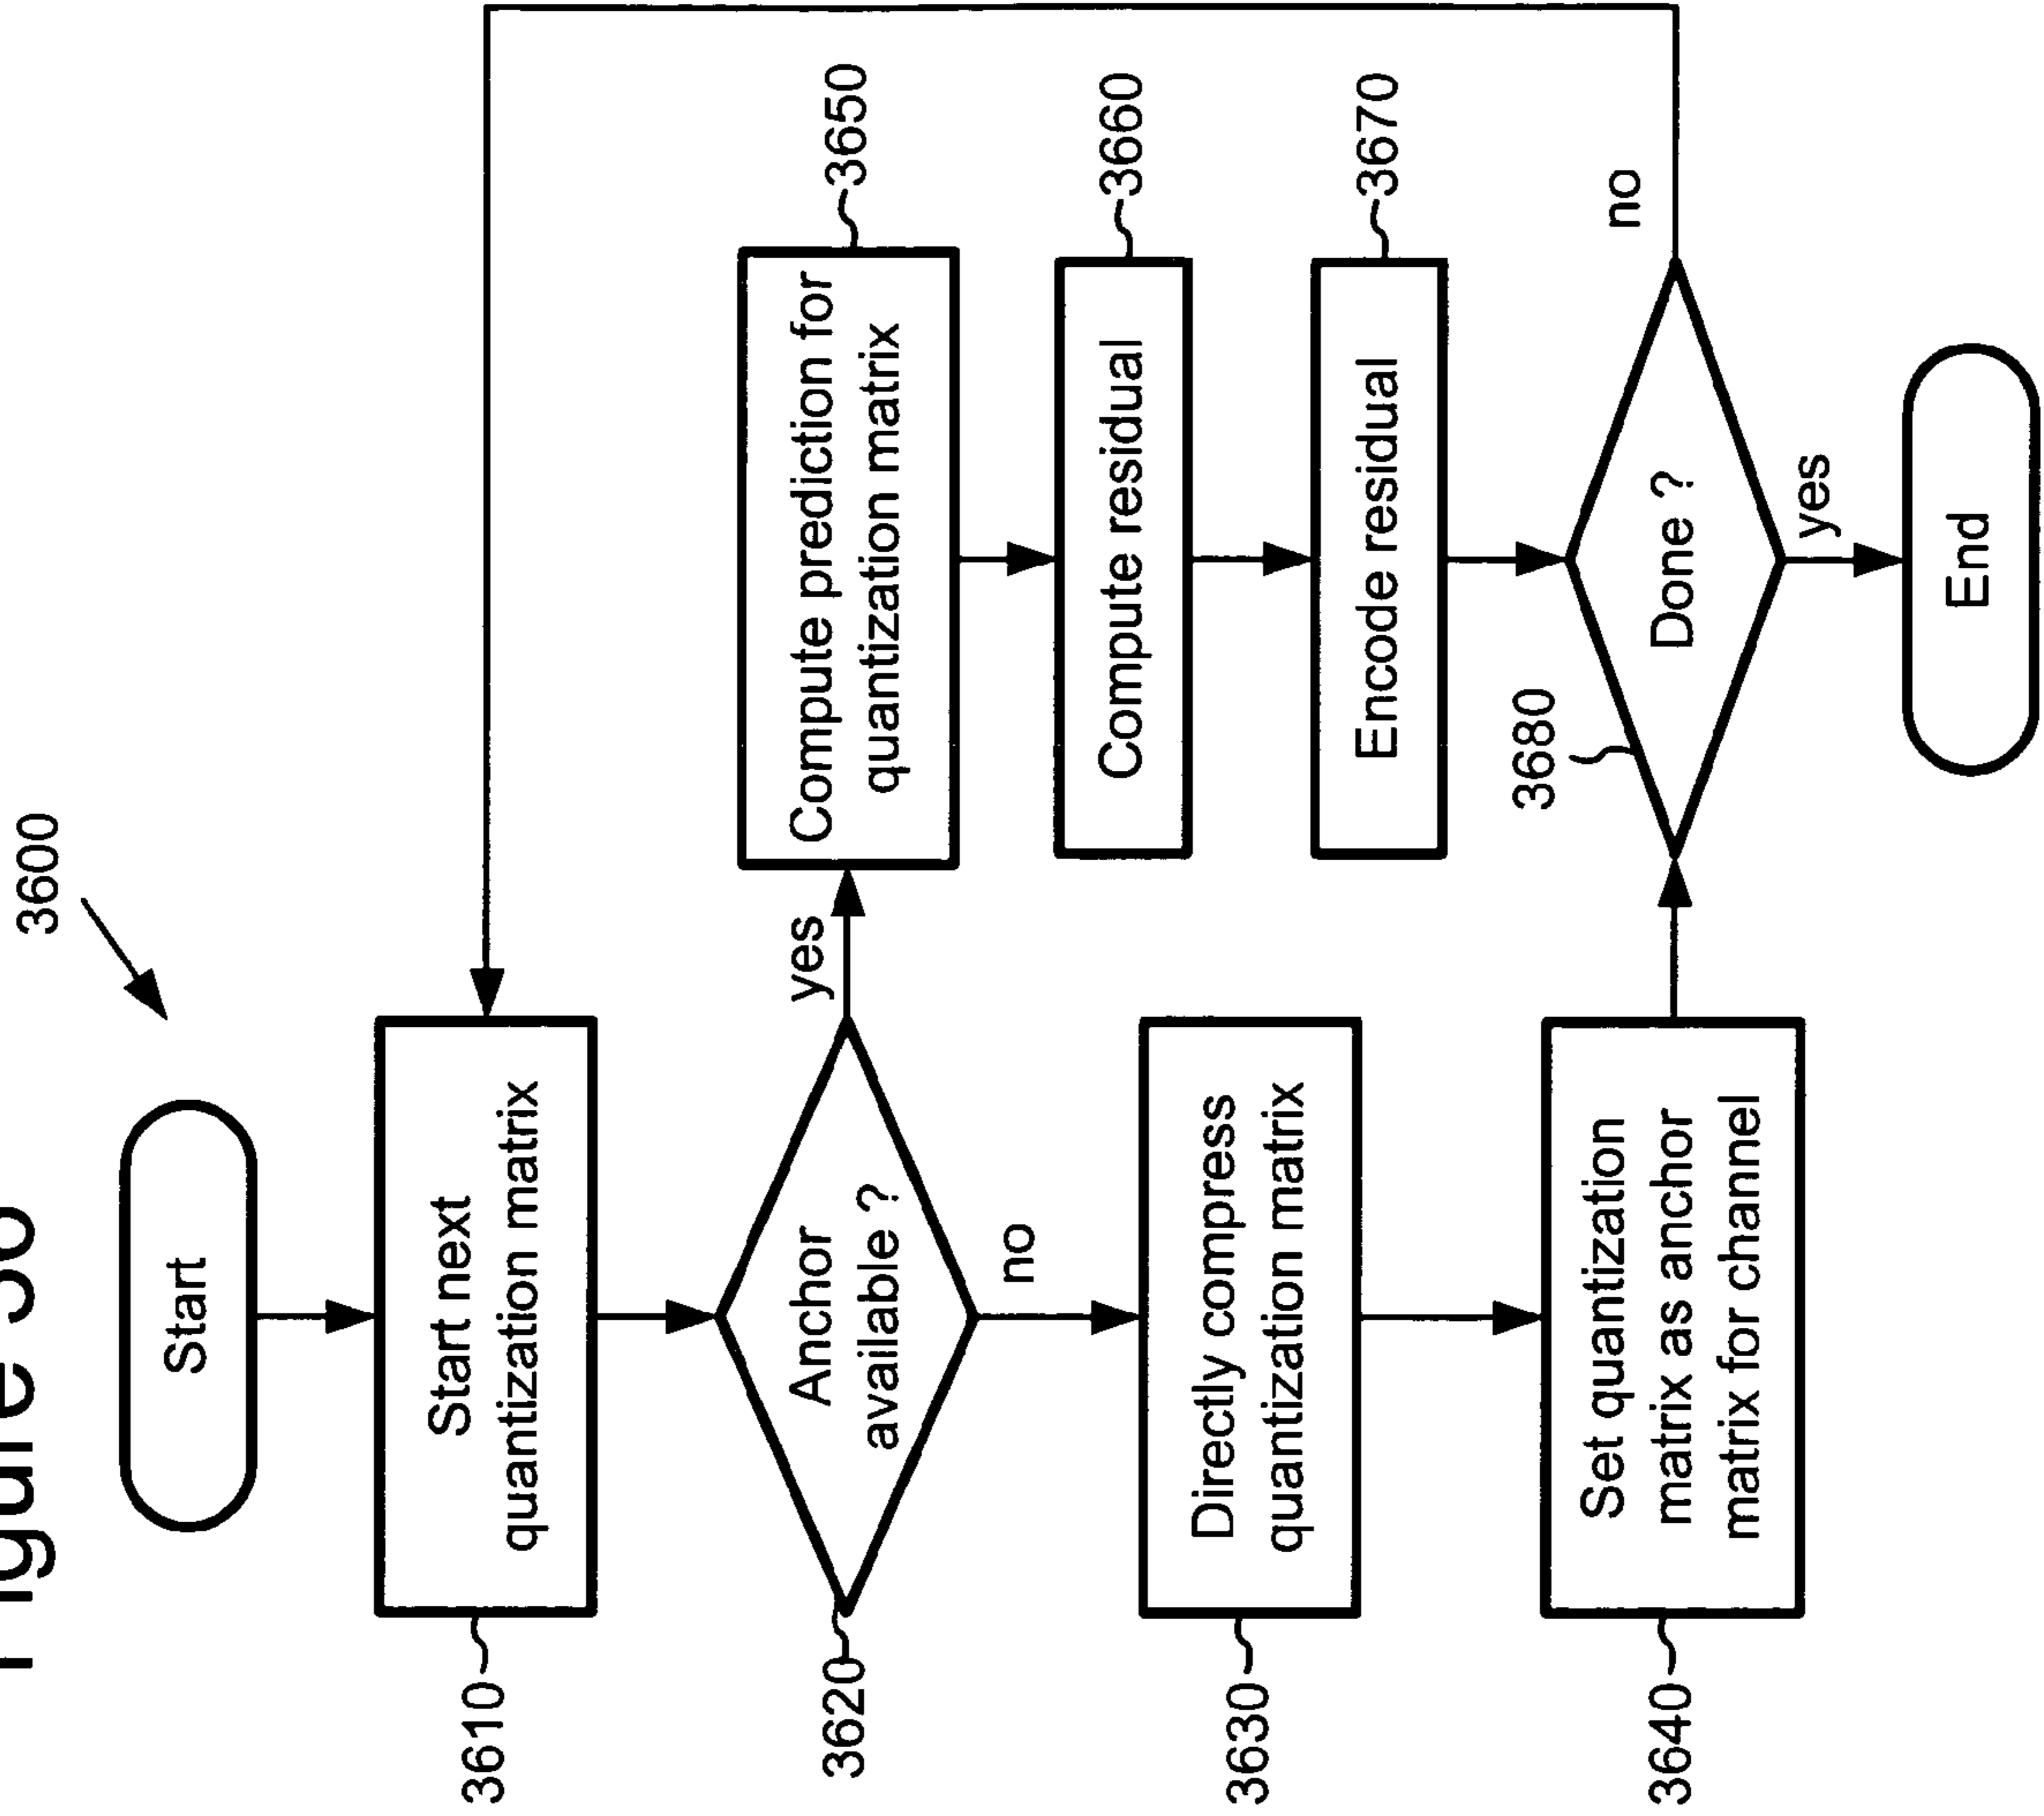 Figure 36
3600
Start
3610
Start next
quantization matrix
3620
Anchor
available ?
yes
no
3630
Directly compress
quantization matrix
3640
Set quantization
matrix as anchor
matrix for channel
Compute prediction for
quantization matrix
3650
Compute residual
3660
Encode residual
3670
3680
Done ?
no
yes
End